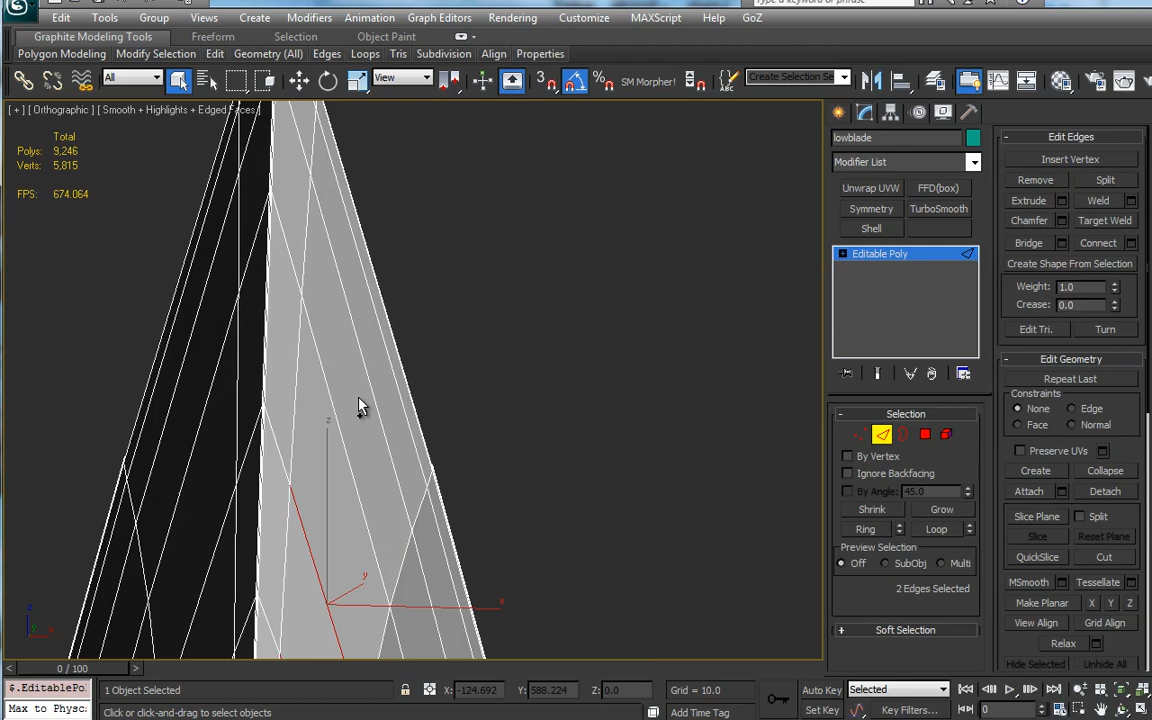 Edit Tools Group Views Create Modifiers Animation Graph Editors Rendering Customize MAXScript Help GoZ
Graphite Modeling Tools Freeform Selection Object Paint
Polygon Modeling Modify Selection Edit Geometry (All) Edges Loops Tris Subdivision Align Properties
All View 3 SM Morpher! Create Selection Se
[ + ] [ Orthographic ] [ Smooth + Highlights + Edged Faces ]
Total
Polys: 9,246
Verts: 5,815
FPS: 674.064
z
y
x
z
y
x
lowblade
Modifier List
Unwrap UVW FFD(box)
Symmetry TurboSmooth
Shell
Editable Poly
Selection
By Vertex
Ignore Backfacing
By Angle: 45.0
Shrink Grow
Ring Loop
Preview Selection
Off SubObj Multi
2 Edges Selected
Soft Selection
Edit Edges
Insert Vertex
Remove Split
Extrude Weld
Chamfer Target Weld
Bridge Connect
Create Shape From Selection
Weight: 1.0
Crease: 0.0
Edit Tri. Turn
Edit Geometry
Repeat Last
Constraints
None Edge
Face Normal
Preserve UVs
Create Collapse
Attach Detach
Slice Plane Split
Slice Reset Plane
QuickSlice Cut
MSmooth Tessellate
Make Planar X Y Z
View Align Grid Align
Relax
Hide Selected Unhide All
0 / 100
$.EditablePo
Max to Physc
1 Object Selected X: -124.692 Y: 588.224 Z: 0.0 Grid = 10.0
Click or click-and-drag to select objects Add Time Tag
Auto Key Selected
Set Key Key Filters... 0